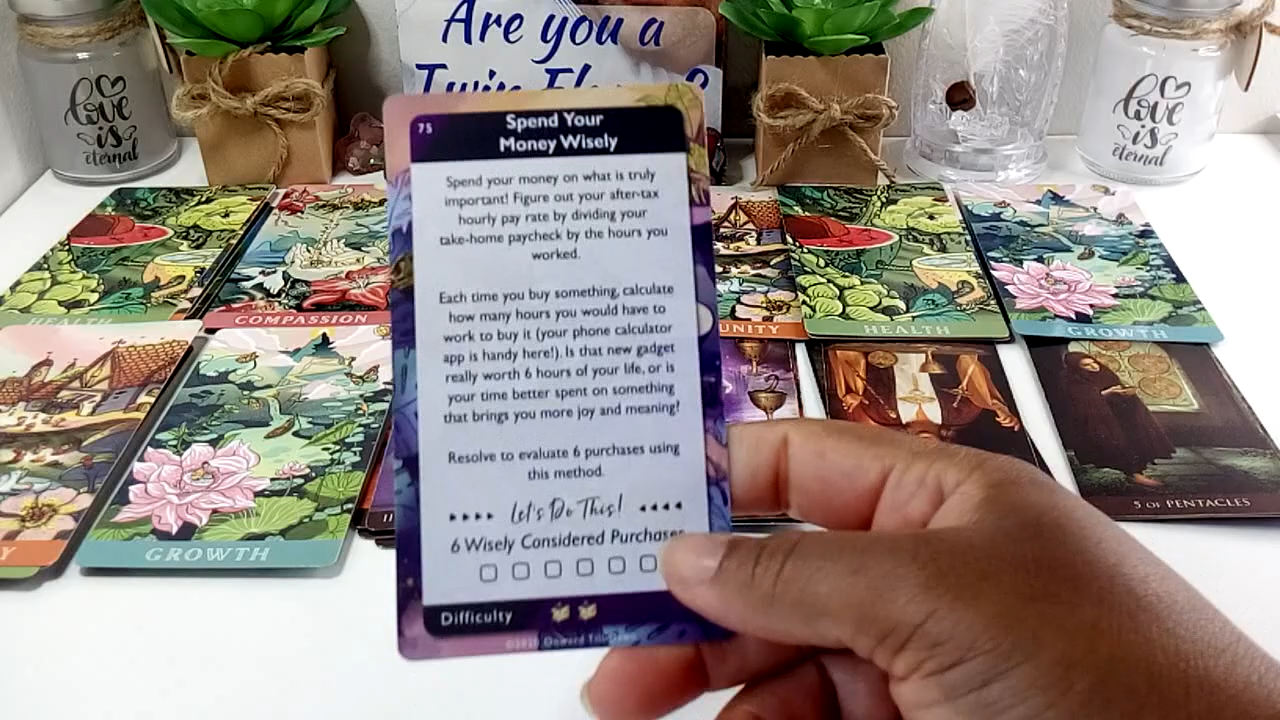 love
is
eternal
Are you a
Twin
love
is
eternal
75
Spend Your
Money Wisely
Spend your money on what is truly
important! Figure out your after-tax
hourly pay rate by dividing your
take-home paycheck by the hours you
worked.
Each time you buy something, calculate
how many hours you would have to
work to buy it (your phone calculator
app is handy here!). Is that new gadget
really worth 6 hours of your life, or is
your time better spent on something
that brings you more joy and meaning?
Resolve to evaluate 6 purchases using
this method.
Let's Do This!
6 Wisely Considered Purchases
Difficulty
HEALTH
COMPASSION
UNITY
HEALTH
GROWTH
Y
GROWTH
5 OF PENTACLES